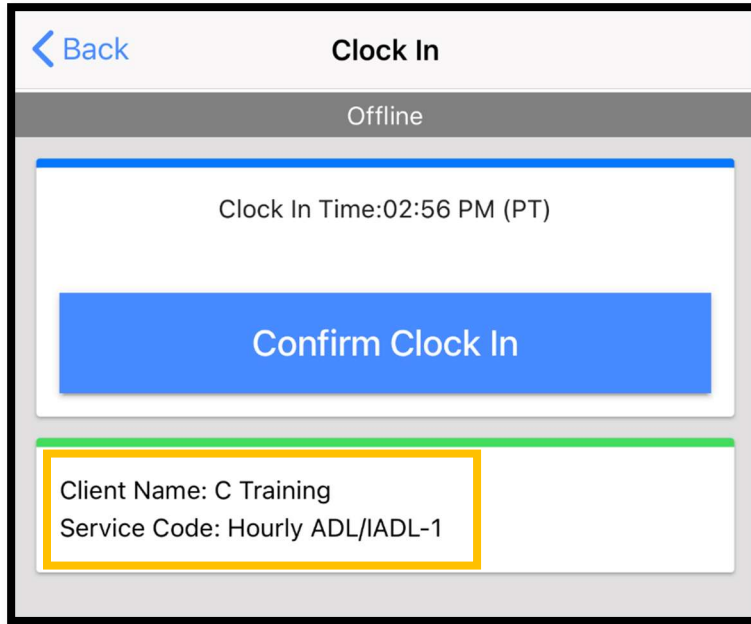 Back
Clock In
Offline
Clock In Time:02:56 PM (PT)
Confirm Clock In
Client Name: C Training
Service Code: Hourly ADL/IADL-1